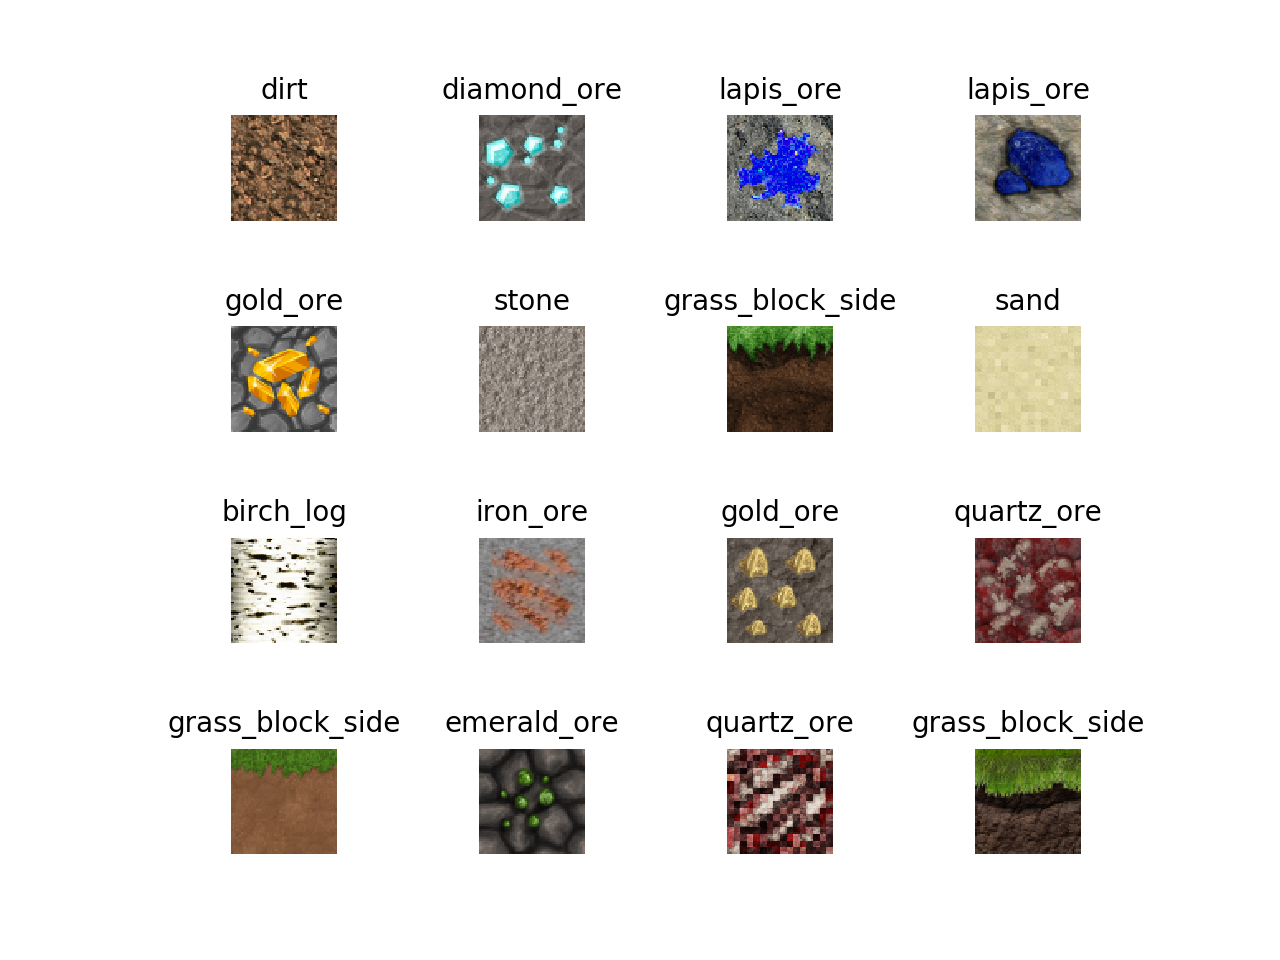 dirt
diamond_ore
lapis_ore
lapis_ore
gold_ore
stone
grass_block_side
sand
birch_log
iron_ore
gold_ore
quartz_ore
grass_block_side
emerald_ore
quartz_ore
grass_block_side